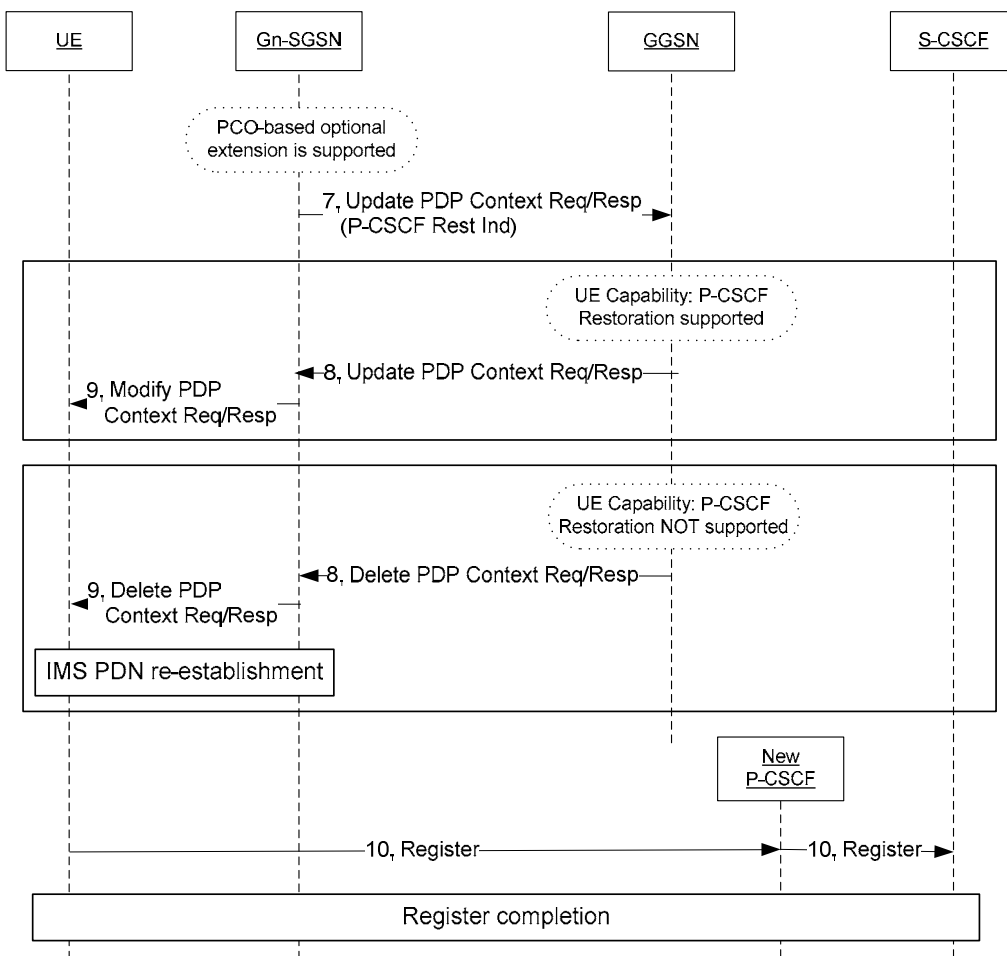 UE
Gn-SGSN
GGSN
S-CSCF
PCO-based optional
extension is supported
7, Update PDP Context Req/Resp
(P-CSCF Rest Ind)
UE Capability: P-CSCF
Restoration supported
8, Update PDP Context Req/Resp
9, Modify PDP
Context Req/Resp
UE Capability: P-CSCF
Restoration NOT supported
8, Delete PDP Context Req/Resp
9, Delete PDP
Context Req/Resp
IMS PDN re-establishment
New
P-CSCF
10, Register
10, Register
Register completion